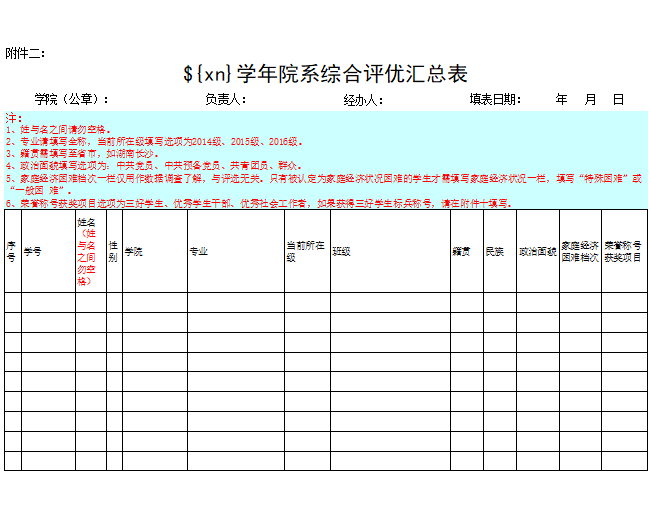 附件二：
${xn}学年院系综合评优汇总表
学院（公章）： 负责人： 经办人： 填表日期： 年 月 日
注：
1、姓与名之间请勿空格。
2、专业请填写全称，当前所在级填写选项为2014级、2015级、2016级。
3、籍贯需填写至省市，如湖南长沙。
4、政治面貌填写选项为：中共党员、中共预备党员、共青团员、群众。
5、家庭经济困难档次一栏仅用作数据调查了解，与评选无关。只有被认定为家庭经济状况困难的学生才需填写家庭经济状况一栏，填写“特殊困难”或
“一般困 难”。
6、荣誉称号获奖项目选项为三好学生、优秀学生干部、优秀社会工作者，如果获得三好学生标兵称号，请在附件十填写。
序号 学号 姓名（姓与名之间勿空格） 性别 学院 专业 当前所在级 班级 籍贯 民族 政治面貌 家庭经济困难档次 荣誉称号获奖项目